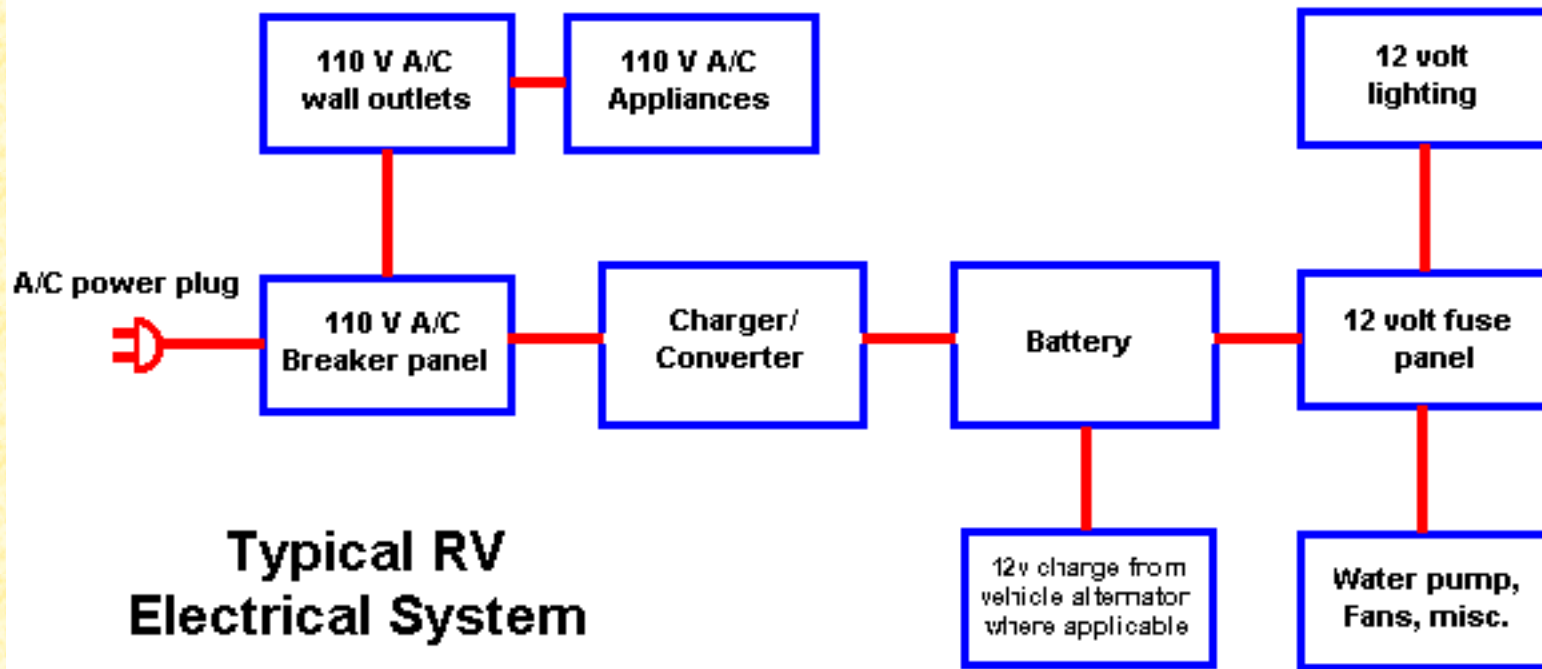 110 V A/C
wall outlets
110 V A/C
Appliances
12 volt
lighting
A/C power plug
110 V A/C
Breaker panel
Charger/
Converter
Battery
12 volt fuse
panel
Typical RV
Electrical System
12v charge from
vehicle alternator
where applicable
Water pump,
Fans, misc.